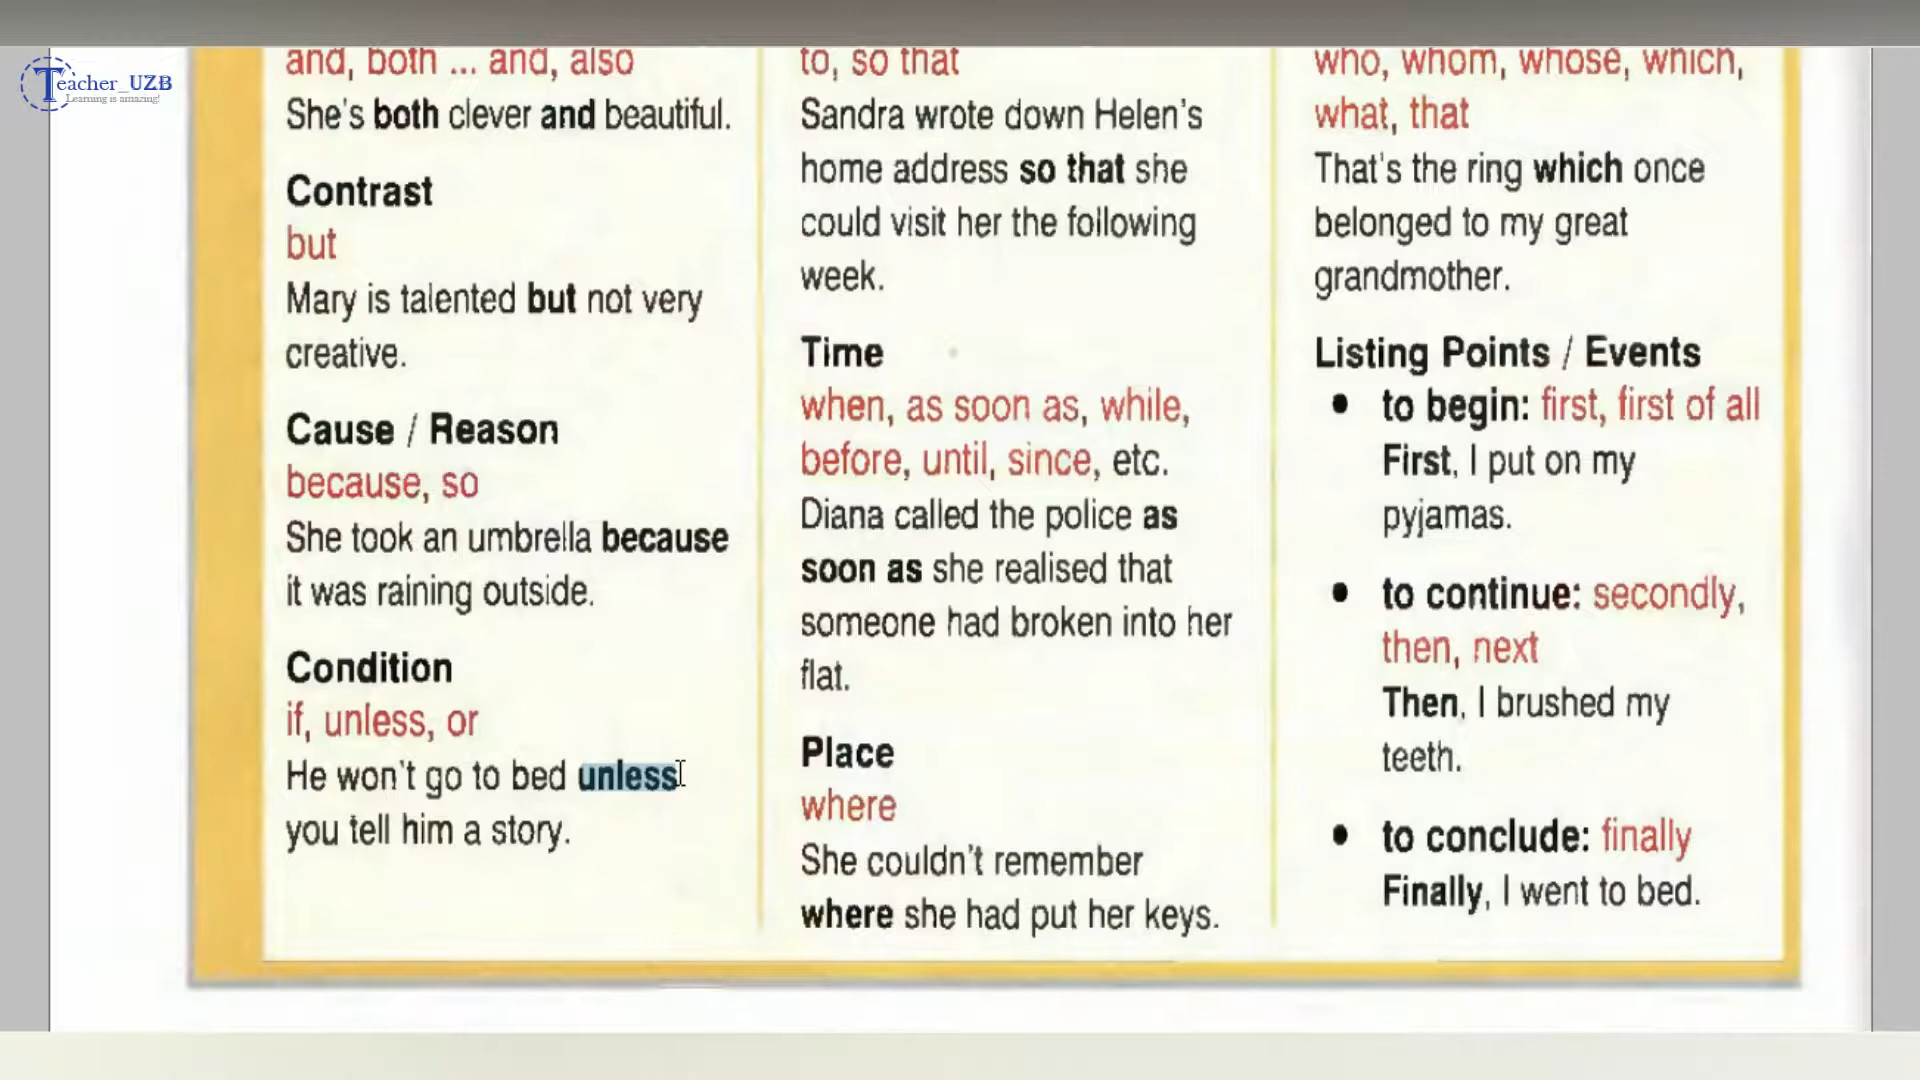 Teacher_UZB
Learning is amazing!
and, both ... and, also
She's both clever and beautiful.
Contrast
but
Mary is talented but not very
creative.
Cause / Reason
because, so
She took an umbrella because
it was raining outside.
Condition
if, unless, or
He won't go to bed unless
you tell him a story.
to, so that
Sandra wrote down Helen's
home address so that she
could visit her the following
week.
Time
when, as soon as, while,
before, until, since, etc.
Diana called the police as
soon as she realised that
someone had broken into her
flat.
Place
where
She couldn't remember
where she had put her keys.
who, whom, whose, which,
what, that
That's the ring which once
belonged to my great
grandmother.
Listing Points / Events
• to begin: first, first of all
First, I put on my
pyjamas.
• to continue: secondly,
then, next
Then, I brushed my
teeth.
• to conclude: finally
Finally, I went to bed.